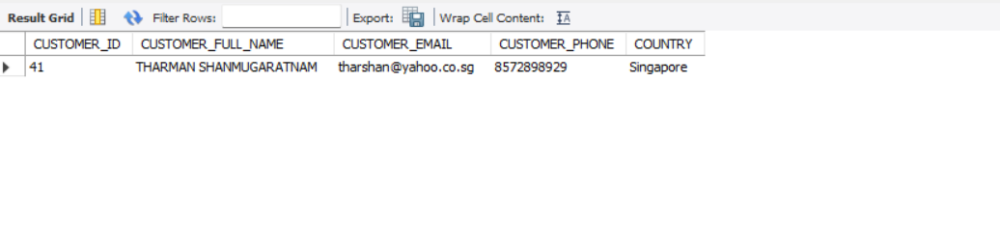 Result Grid Filter Rows: Export: Wrap Cell Content: IA
CUSTOMER_ID CUSTOMER_FULL_NAME CUSTOMER_EMAIL CUSTOMER_PHONE COUNTRY
41 THARMAN SHANMUGARATNAM tharshan@yahoo.co.sg 8572898929 Singapore